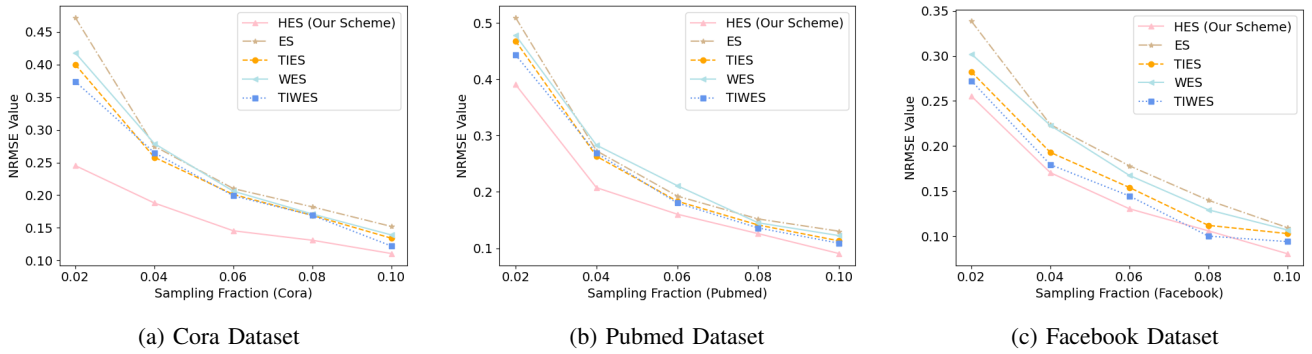 HES (Our Scheme)
ES
TIES
WES
TIWES
NRMSE Value
0.45
0.40
0.35
0.30
0.25
0.20
0.15
0.10
0.02 0.04 0.06 0.08 0.10
Sampling Fraction (Cora)
(a) Cora Dataset
HES (Our Scheme)
ES
TIES
WES
TIWES
NRMSE Value
0.5
0.4
0.3
0.2
0.1
0.02 0.04 0.06 0.08 0.10
Sampling Fraction (Pubmed)
(b) Pubmed Dataset
HES (Our Scheme)
ES
TIES
WES
TIWES
NRMSE Value
0.35
0.30
0.25
0.20
0.15
0.10
0.02 0.04 0.06 0.08 0.10
Sampling Fraction (Facebook)
(c) Facebook Dataset